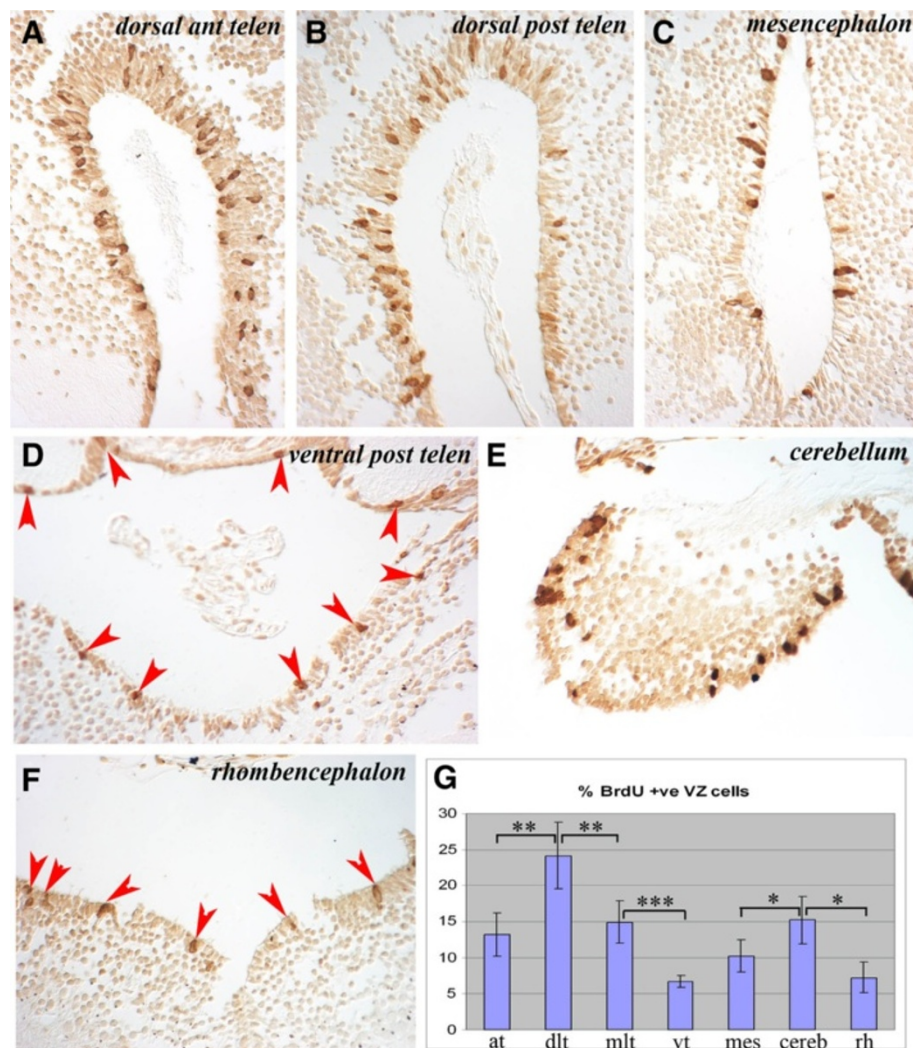 A dorsal ant telen
B dorsal post telen
C mesencephalon
D ventral post telen
E cerebellum
F rhombencephalon
G
% BrdU +ve VZ cells
30
25
20
15
10
5
0
** ** *** * *
at dlt mlt vt mes cereb rh